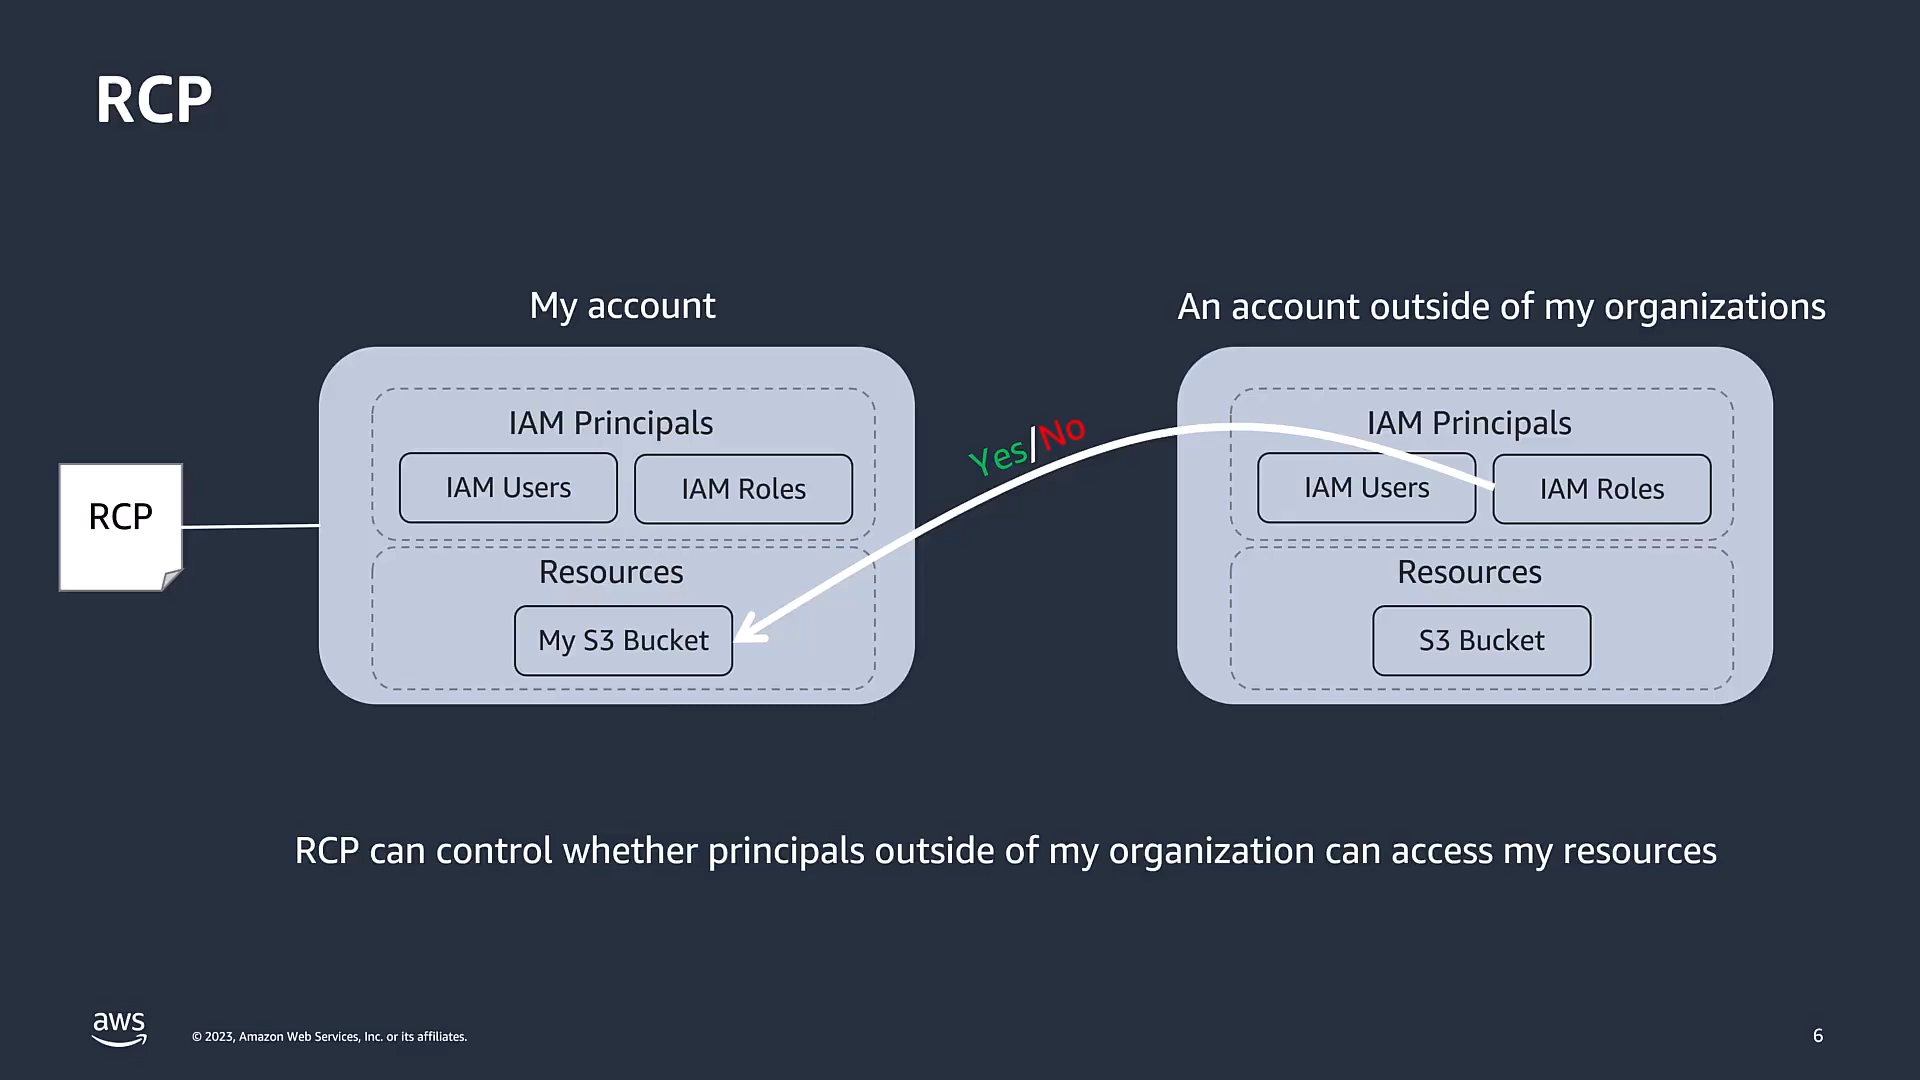 RCP
My account
An account outside of my organizations
IAM Principals
IAM Users
IAM Roles
Resources
My S3 Bucket
RCP
Yes/No
IAM Principals
IAM Users
IAM Roles
Resources
S3 Bucket
RCP can control whether principals outside of my organization can access my resources
aws
© 2023, Amazon Web Services, Inc. or its affiliates.
6